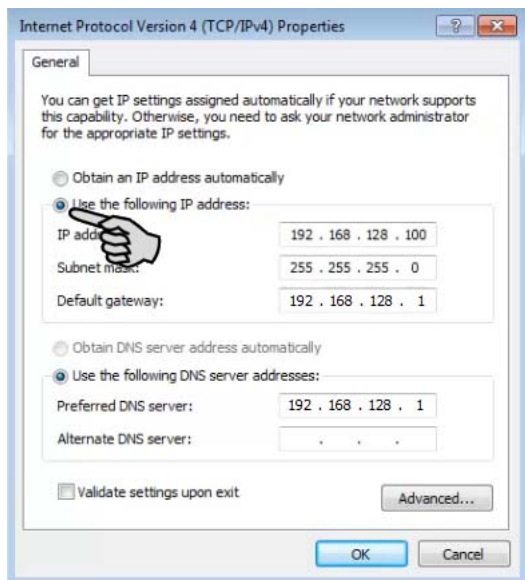 Internet Protocol Version 4 (TCP/IPv4) Properties
General
You can get IP settings assigned automatically if your network supports
this capability. Otherwise, you need to ask your network administrator
for the appropriate IP settings.
Obtain an IP address automatically
Use the following IP address:
IP add 192 . 168 . 128 . 100
Subnet mask: 255 . 255 . 255 . 0
Default gateway: 192 . 168 . 128 . 1
Obtain DNS server address automatically
Use the following DNS server addresses:
Preferred DNS server: 192 . 168 . 128 . 1
Alternate DNS server: . . .
Validate settings upon exit
Advanced...
OK Cancel